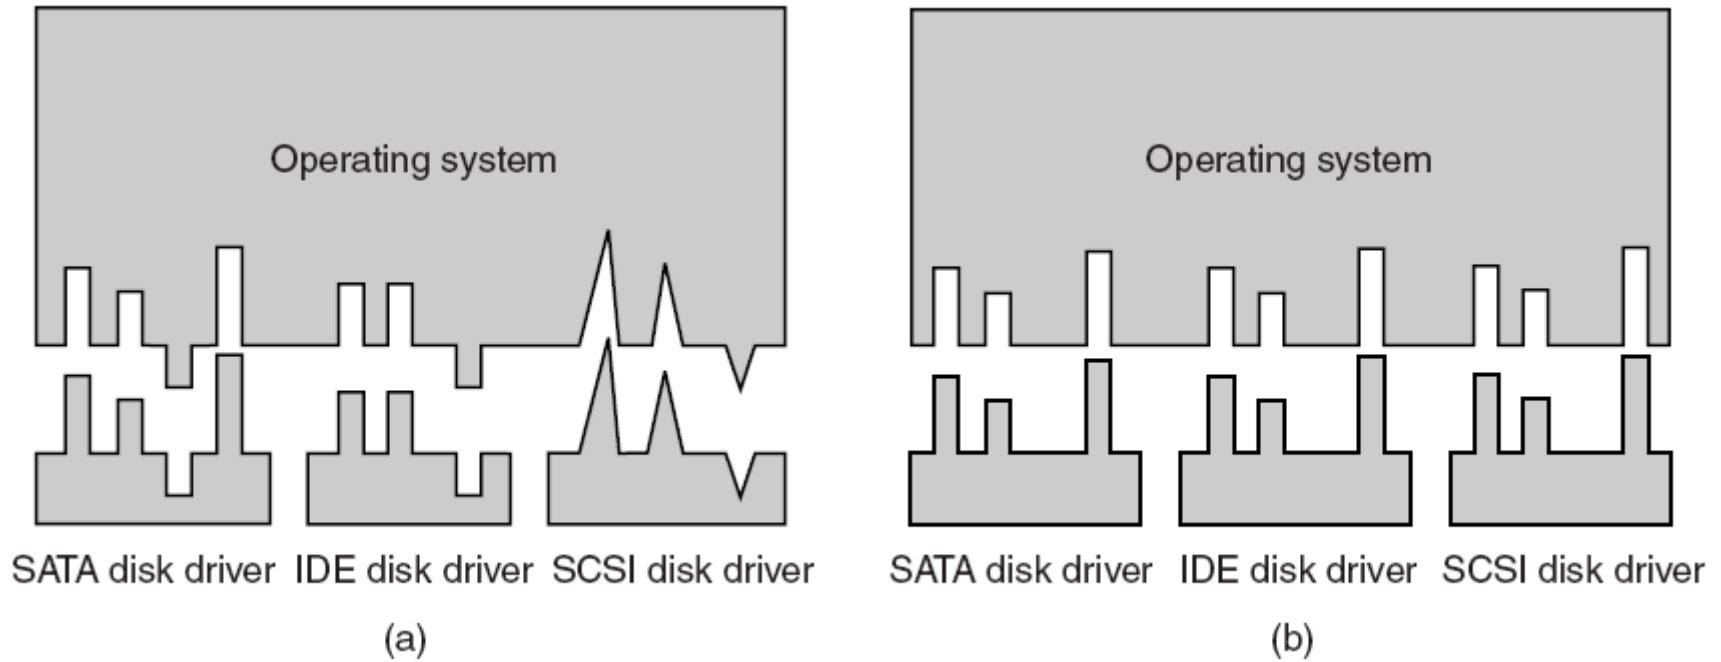 Operating system
Operating system
SATA disk driver IDE disk driver SCSI disk driver
SATA disk driver IDE disk driver SCSI disk driver
(a)
(b)